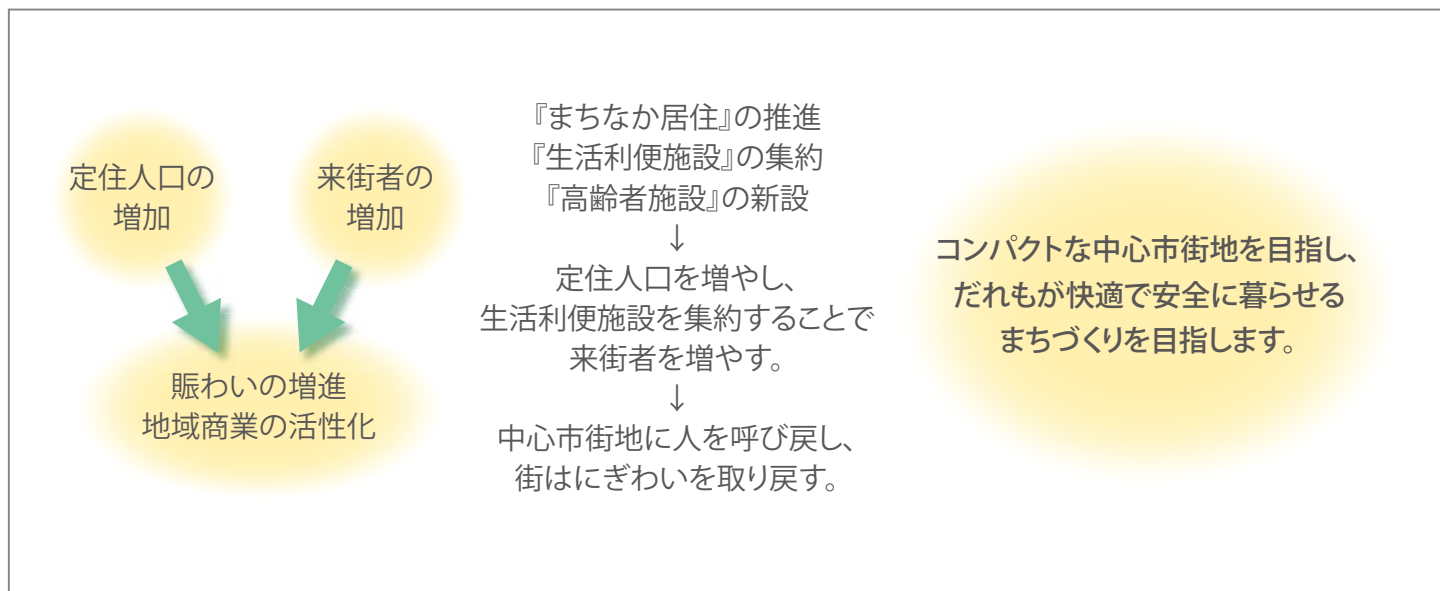 定住人口の
増加
来街者の
増加
賑わいの増進
地域商業の活性化
『まちなか居住』の推進
『生活利便施設』の集約
『高齢者施設』の新設
↓
定住人口を増やし、
生活利便施設を集約することで
来街者を増やす。
↓
中心市街地に人を呼び戻し、
街はにぎわいを取り戻す。
コンパクトな中心市街地を目指し、
だれもが快適で安全に暮らせる
まちづくりを目指します。